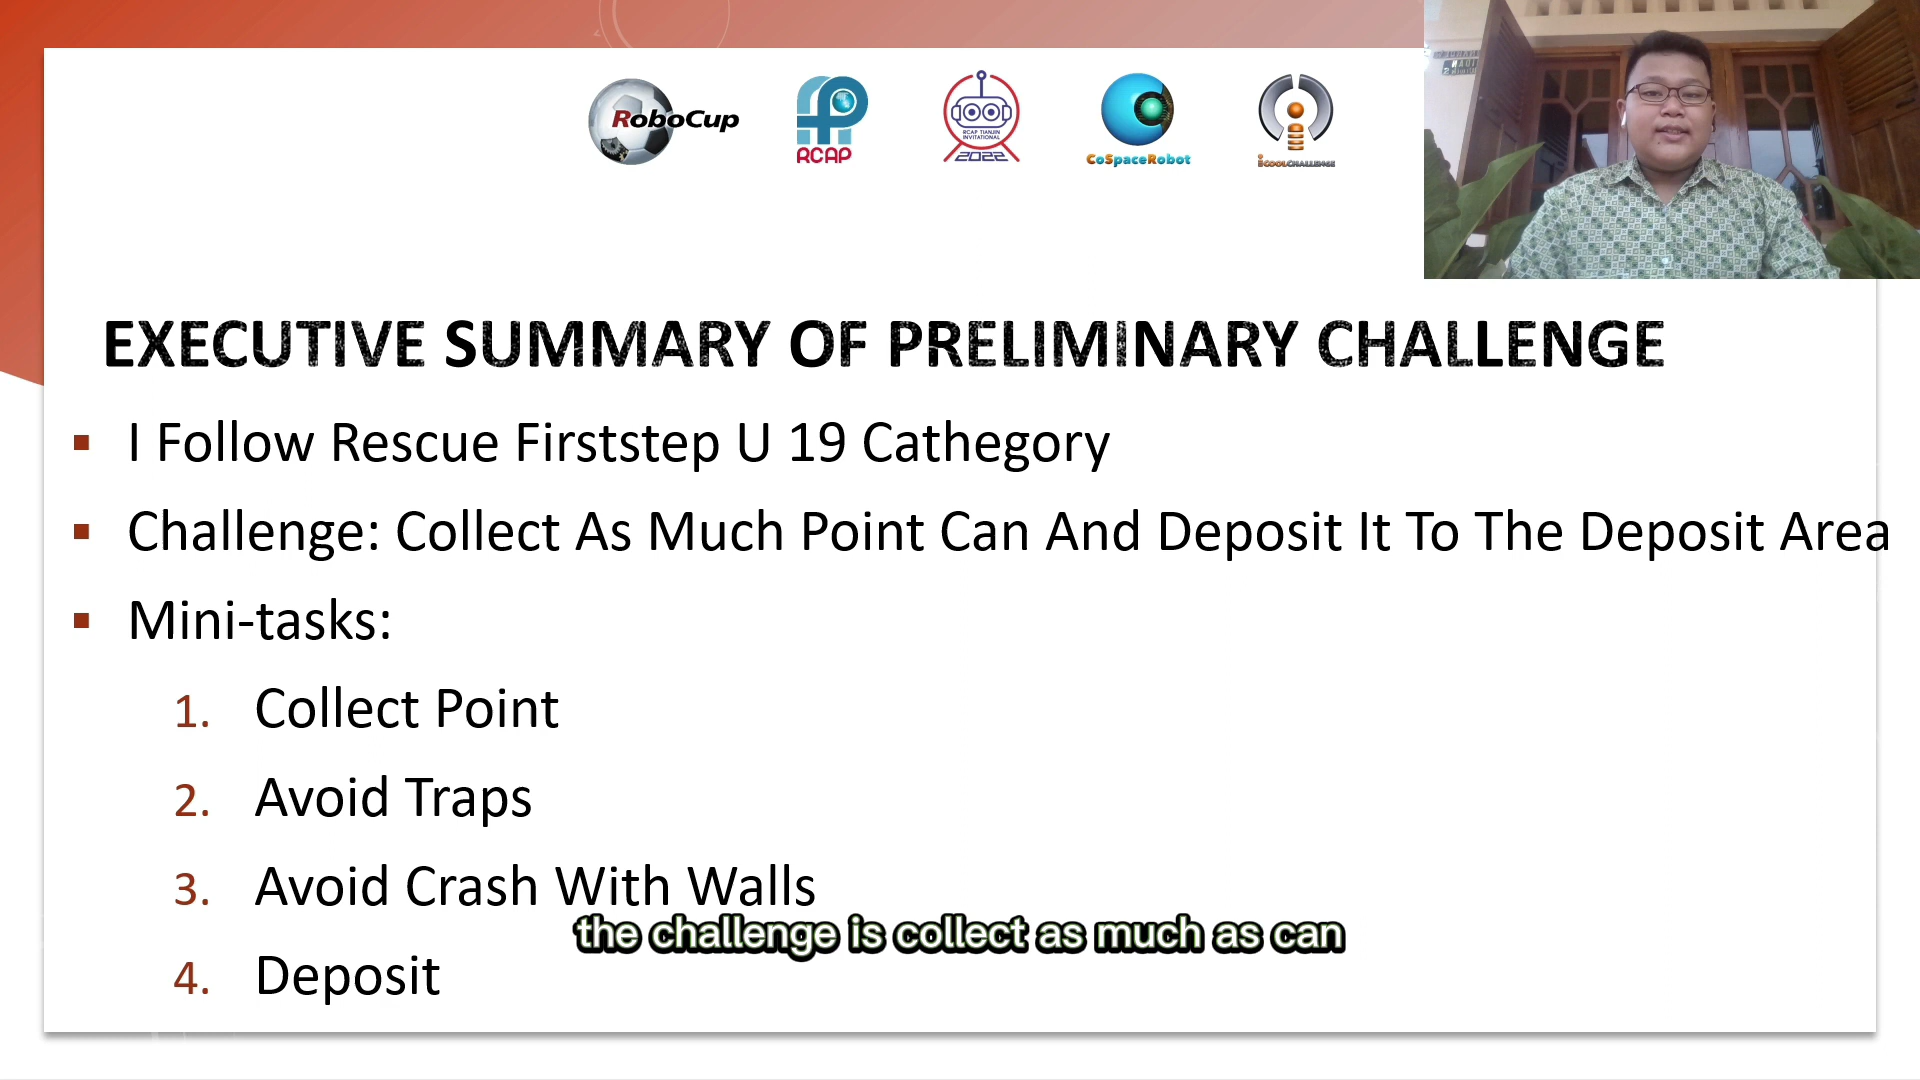 RoboCup
RCAP
RCAP TIANJIN
INVITATIONAL
2022
CoSpaceRobot
COOLCHALLENGE
EXECUTIVE SUMMARY OF PRELIMINARY CHALLENGE
▪ I Follow Rescue Firststep U 19 Cathegory
▪ Challenge: Collect As Much Point Can And Deposit It To The Deposit Area
▪ Mini-tasks:
1. Collect Point
2. Avoid Traps
3. Avoid Crash With Walls
the challenge is collect as much as can
4. Deposit